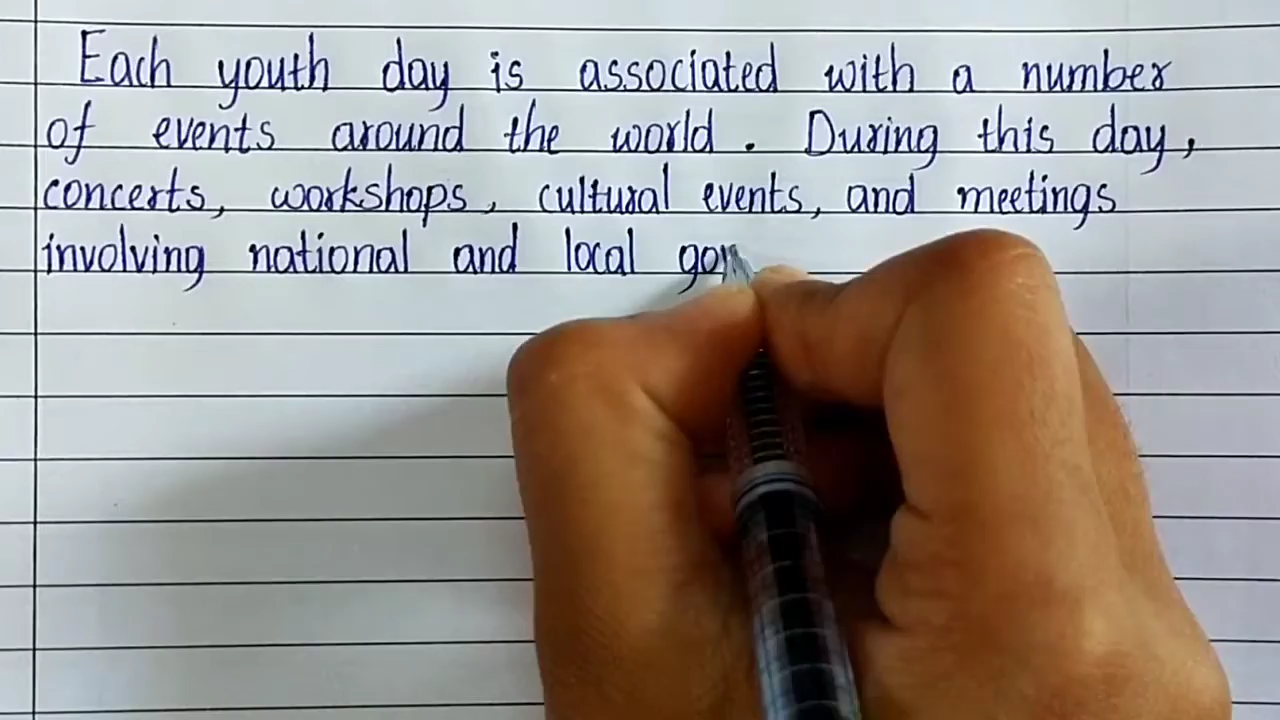 Each youth day is associated with a number
of events around the world. During this day,
concerts, workshops, cultural events, and meetings
involving national and local gov